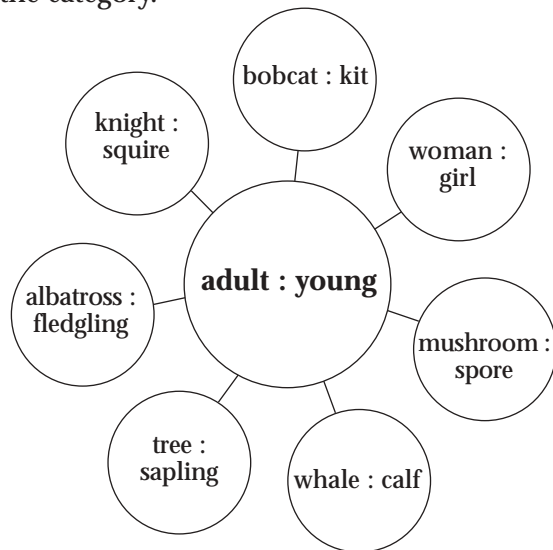 the category.
bobcat : kit
knight :
squire
woman :
girl
adult : young
albatross :
fledgling
mushroom :
spore
tree :
sapling
whale : calf